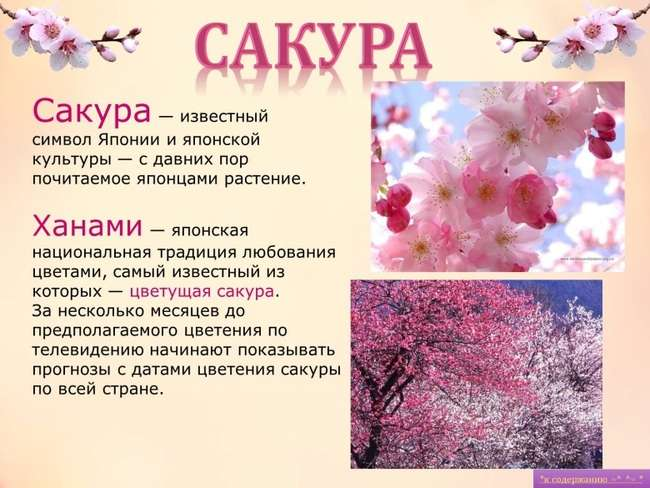 САКУРА
Сакура — известный
символ Японии и японской
культуры — с давних пор
почитаемое японцами растение.
Ханами — японская
национальная традиция любования
цветами, самый известный из
которых — цветущая сакура.
За несколько месяцев до
предполагаемого цветения по
телевидению начинают показывать
прогнозы с датами цветения сакуры
по всей стране.
*к содержанию ~* *~ *